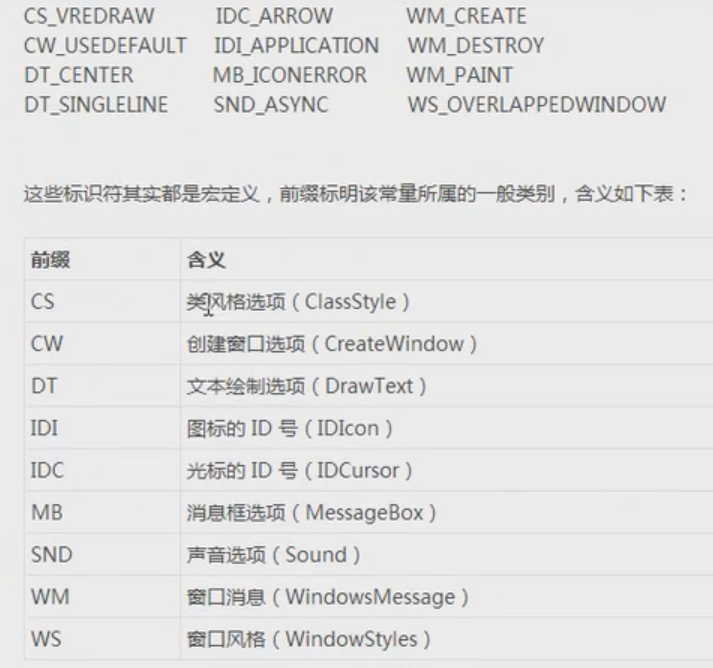 CS_VREDRAW IDC_ARROW WM_CREATE
CW_USEDEFAULT IDI_APPLICATION WM_DESTROY
DT_CENTER MB_ICONERROR WM_PAINT
DT_SINGLELINE SND_ASYNC WS_OVERLAPPEDWINDOW
这些标识符其实都是宏定义，前缀标明该常量所属的一般类别，含义如下表：
前缀 含义
CS 类风格选项（ClassStyle）
CW 创建窗口选项（CreateWindow）
DT 文本绘制选项（DrawText）
IDI 图标的 ID 号（IDIcon）
IDC 光标的 ID 号（IDCursor）
MB 消息框选项（MessageBox）
SND 声音选项（Sound）
WM 窗口消息（WindowsMessage）
WS 窗口风格（WindowStyles）